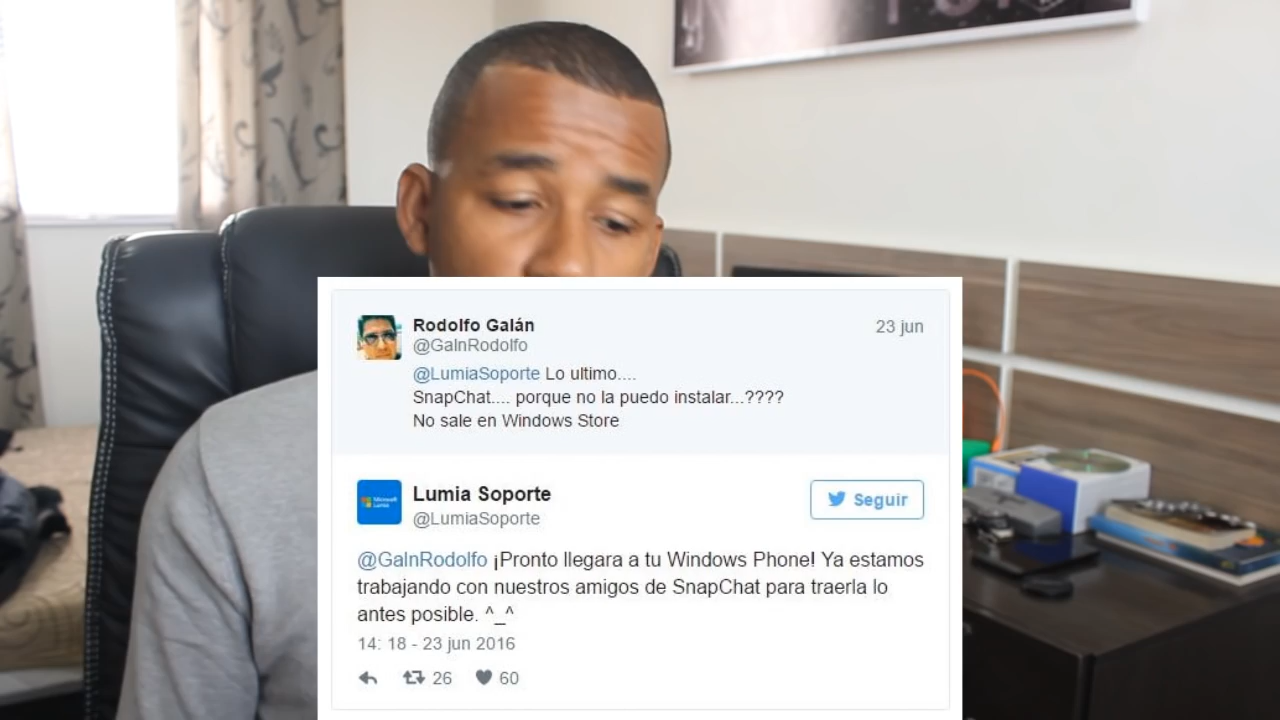 Rodolfo Galán
23 jun
@GalnRodolfo
@LumiaSoporte Lo ultimo....
SnapChat.... porque no la puedo instalar...????
No sale en Windows Store
Lumia Soporte
Seguir
@LumiaSoporte
Microsoft
Lumia
@GalnRodolfo ¡Pronto llegara a tu Windows Phone! Ya estamos
trabajando con nuestros amigos de SnapChat para traerla lo
antes posible. ^_^
14: 18 - 23 jun 2016
26
60